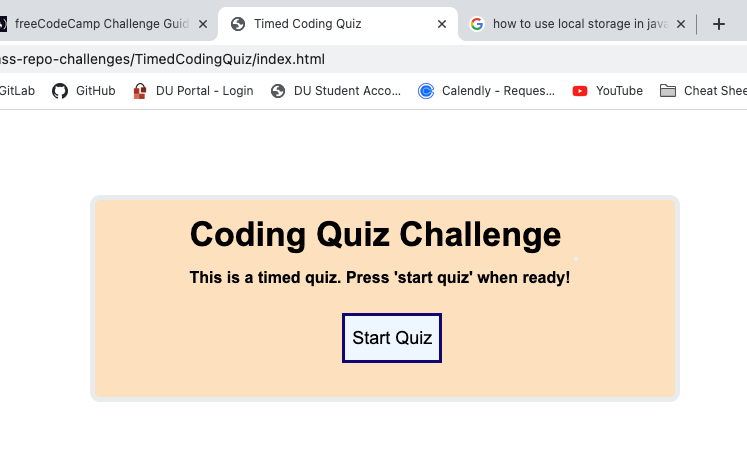 freeCodeCamp Challenge Guid
Timed Coding Quiz
how to use local storage in java
ass-repo-challenges/TimedCodingQuiz/index.html
GitLab
GitHub
DU Portal - Login
DU Student Acco...
Calendly - Reques...
YouTube
Cheat Shee
Coding Quiz Challenge
This is a timed quiz. Press 'start quiz' when ready!
Start Quiz